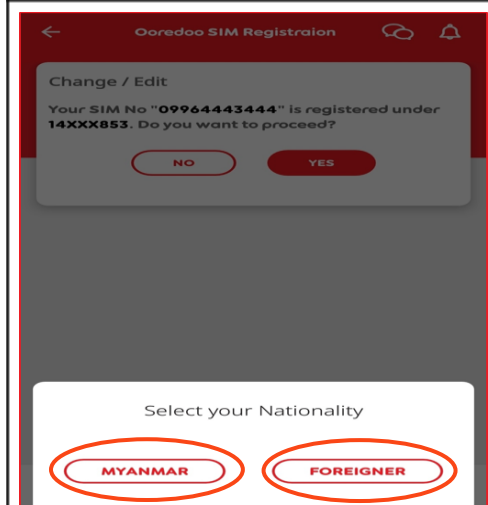 Ooredoo SIM Registraion
Change / Edit
Your SIM No "09964443444" is registered under
14XXX853. Do you want to proceed?
NO YES
Select your Nationality
MYANMAR FOREIGNER